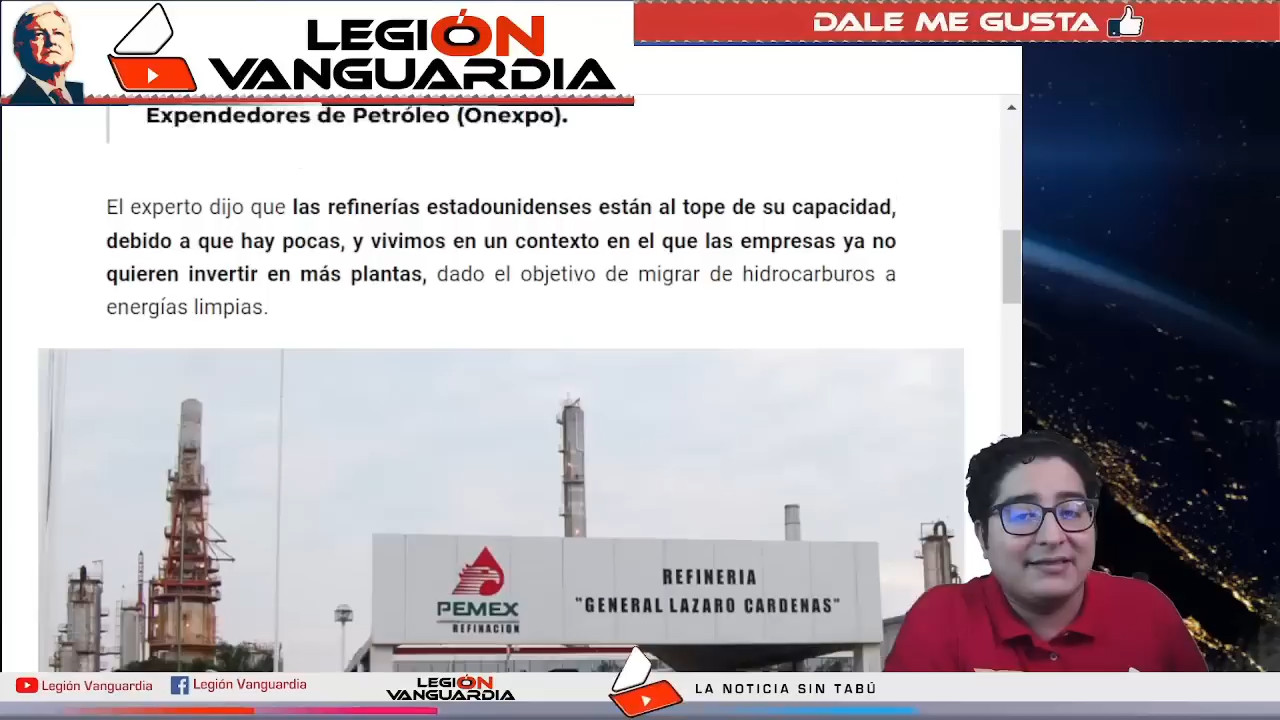 LEGIÓN
VANGUARDIA
DALE ME GUSTA
Expendedores de Petróleo (Onexpo).
El experto dijo que las refinerías estadounidenses están al tope de su capacidad,
debido a que hay pocas, y vivimos en un contexto en el que las empresas ya no
quieren invertir en más plantas, dado el objetivo de migrar de hidrocarburos a
energías limpias.
PEMEX
REFINACION
REFINERIA
"GENERAL LAZARO CARDENAS"
Legión Vanguardia
Legión Vanguardia
LEGIÓN
VANGUARDIA
LA NOTICIA SIN TABÚ